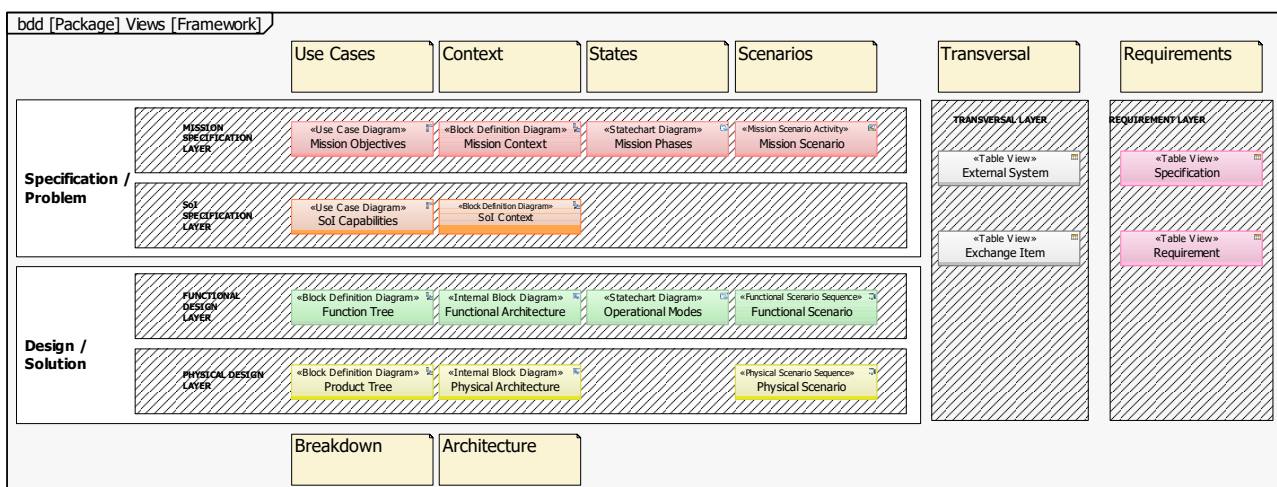 bdd [Package] Views [Framework]
Use Cases
Context
States
Scenarios
Transversal
Requirements
Specification /
Problem
MISSION
SPECIFICATION
LAYER
«Use Case Diagram»
Mission Objectives
«Block Definition Diagram»
Mission Context
«Statechart Diagram»
Mission Phases
«Mission Scenario Activity»
Mission Scenario
SoI
SPECIFICATION
LAYER
«Use Case Diagram»
SoI Capabilities
«Block Definition Diagram»
SoI Context
TRANSVERSAL LAYER
«Table View»
External System
«Table View»
Exchange Item
REQUIREMENT LAYER
«Table View»
Specification
«Table View»
Requirement
Design /
Solution
FUNCTIONAL
DESIGN
LAYER
«Block Definition Diagram»
Function Tree
«Internal Block Diagram»
Functional Architecture
«Statechart Diagram»
Operational Modes
«Functional Scenario Sequence»
Functional Scenario
PHYSICAL DESIGN
LAYER
«Block Definition Diagram»
Product Tree
«Internal Block Diagram»
Physical Architecture
«Physical Scenario Sequence»
Physical Scenario
Breakdown
Architecture